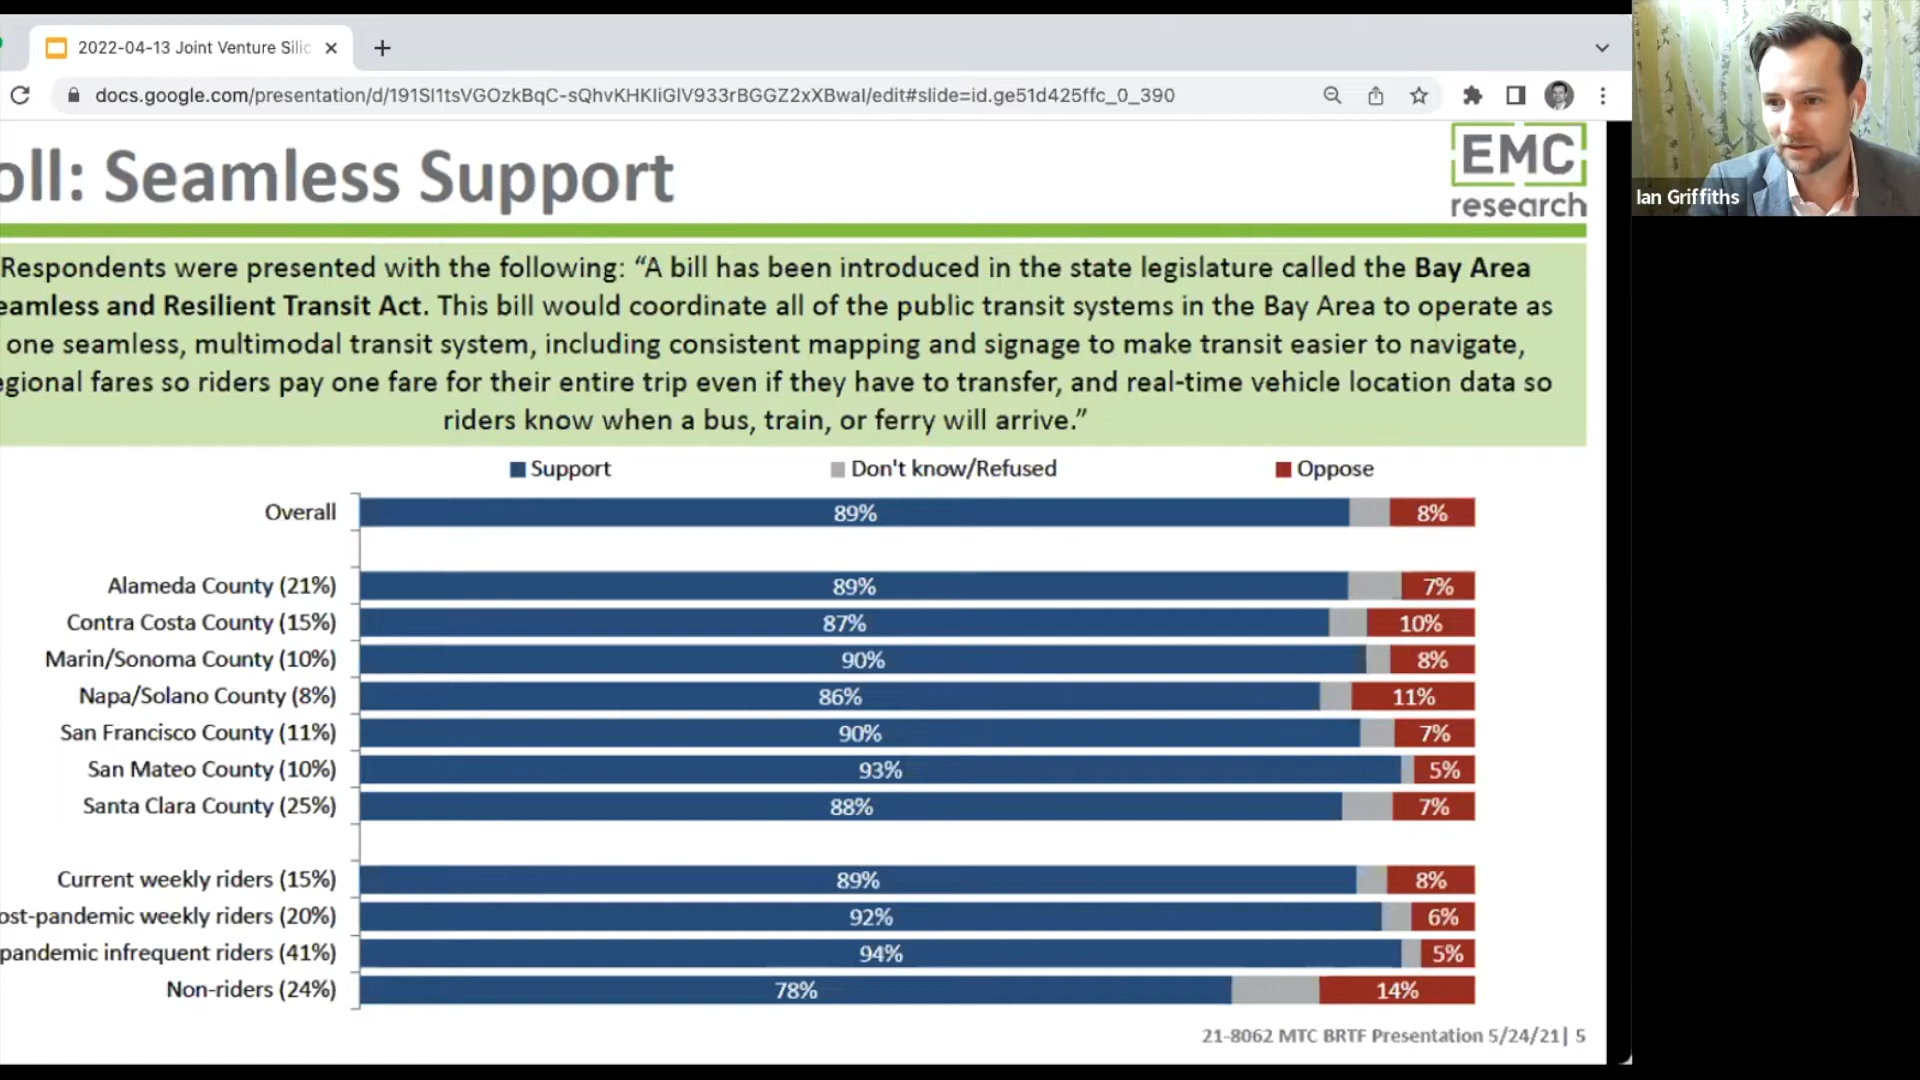 2022-04-13 Joint Venture Silic
docs.google.com/presentation/d/191SI1tsVGOzkBqC-sQhvKHKIiGIV933rBGGZ2xXBwaI/edit#slide=id.ge51d425ffc_0_390
Ian Griffiths
oll: Seamless Support
EMC
research
Respondents were presented with the following: “A bill has been introduced in the state legislature called the Bay Area
eamless and Resilient Transit Act. This bill would coordinate all of the public transit systems in the Bay Area to operate as
one seamless, multimodal transit system, including consistent mapping and signage to make transit easier to navigate,
egional fares so riders pay one fare for their entire trip even if they have to transfer, and real-time vehicle location data so
riders know when a bus, train, or ferry will arrive.”
Support Don't know/Refused Oppose
Overall 89% 8%
Alameda County (21%) 89% 7%
Contra Costa County (15%) 87% 10%
Marin/Sonoma County (10%) 90% 8%
Napa/Solano County (8%) 86% 11%
San Francisco County (11%) 90% 7%
San Mateo County (10%) 93% 5%
Santa Clara County (25%) 88% 7%
Current weekly riders (15%) 89% 8%
ost-pandemic weekly riders (20%) 92% 6%
pandemic infrequent riders (41%) 94% 5%
Non-riders (24%) 78% 14%
21-8062 MTC BRTF Presentation 5/24/21| 5